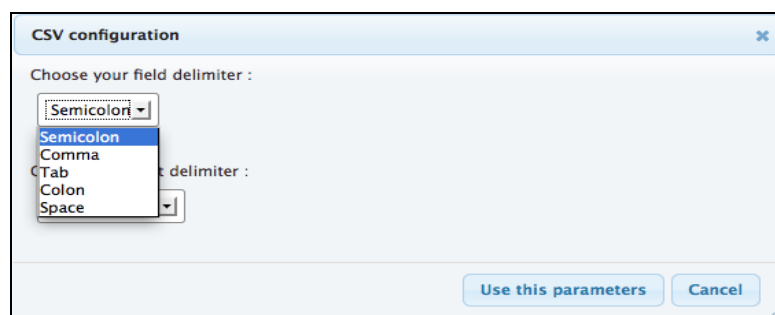 CSV configuration
Choose your field delimiter :
Semicolon
Semicolon
Comma
Tab
delimiter :
Colon
Space
Use this parameters Cancel